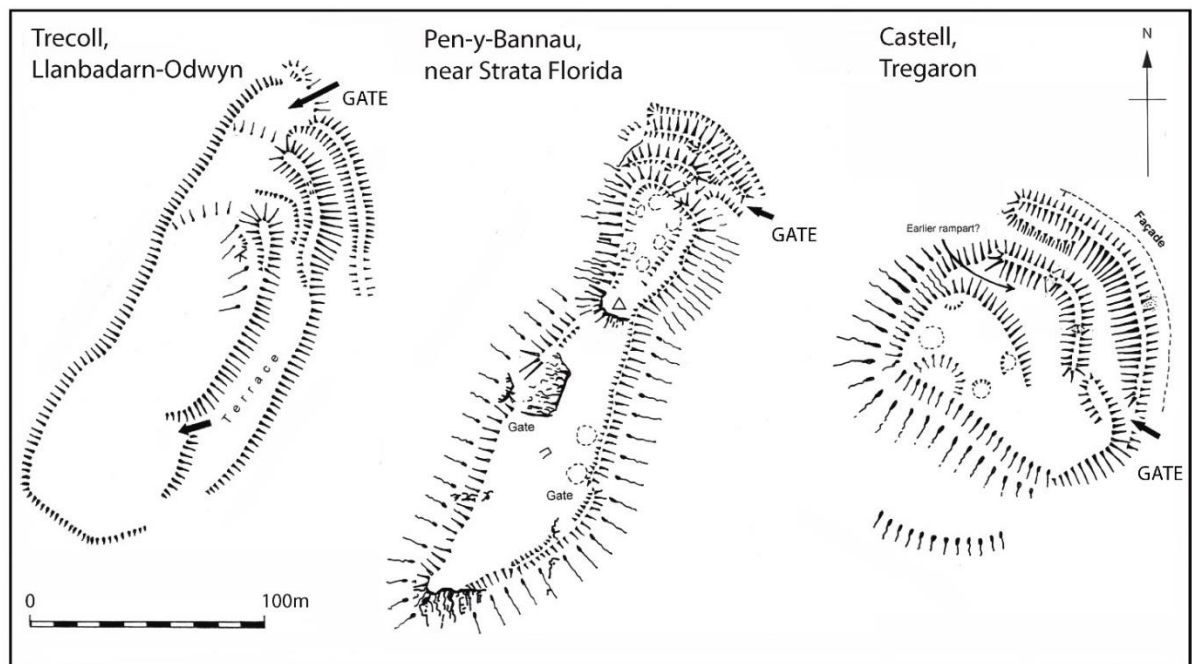 Trecoll,
Llanbadarn-Odwyn
GATE
Terrace
0 100m
Pen-y-Bannau,
near Strata Florida
GATE
Gate
Gate
Castell,
Tregaron
N
Earlier rampart?
Façade
GATE